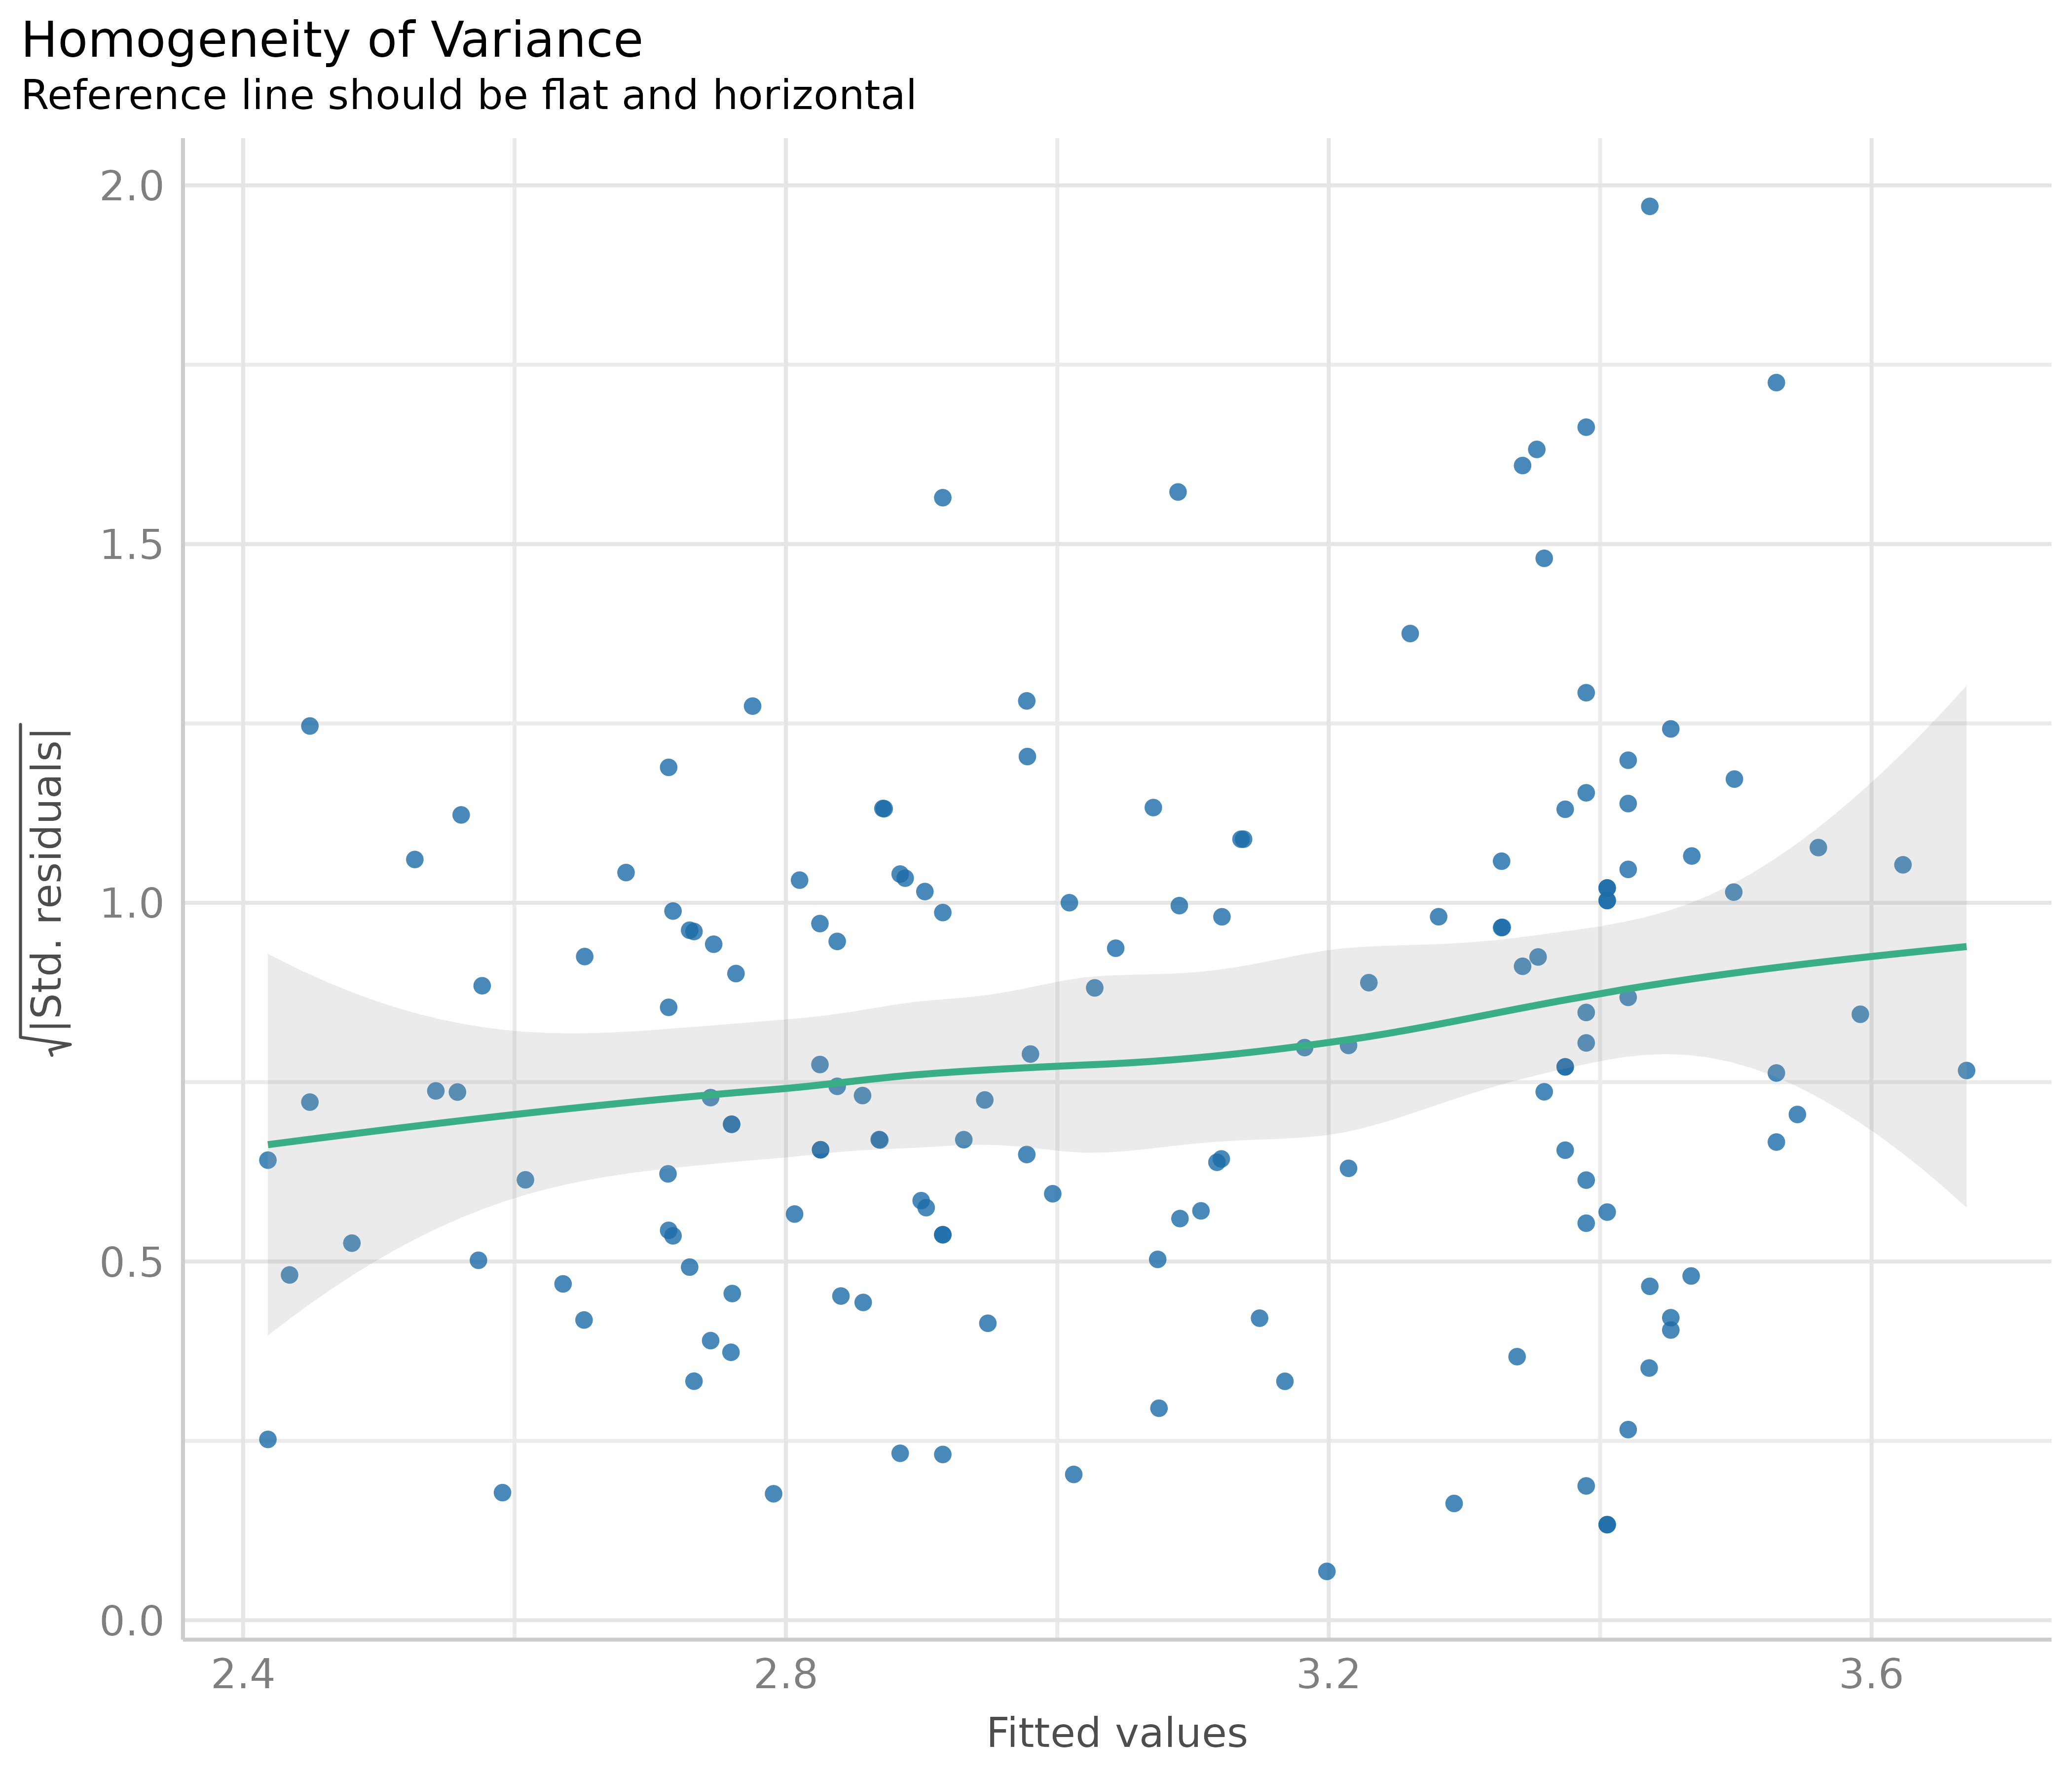 Homogeneity of Variance
Reference line should be flat and horizontal
2.0
1.5
1.0
0.5
0.0
√|Std. residuals|
2.4 2.8 3.2 3.6
Fitted values